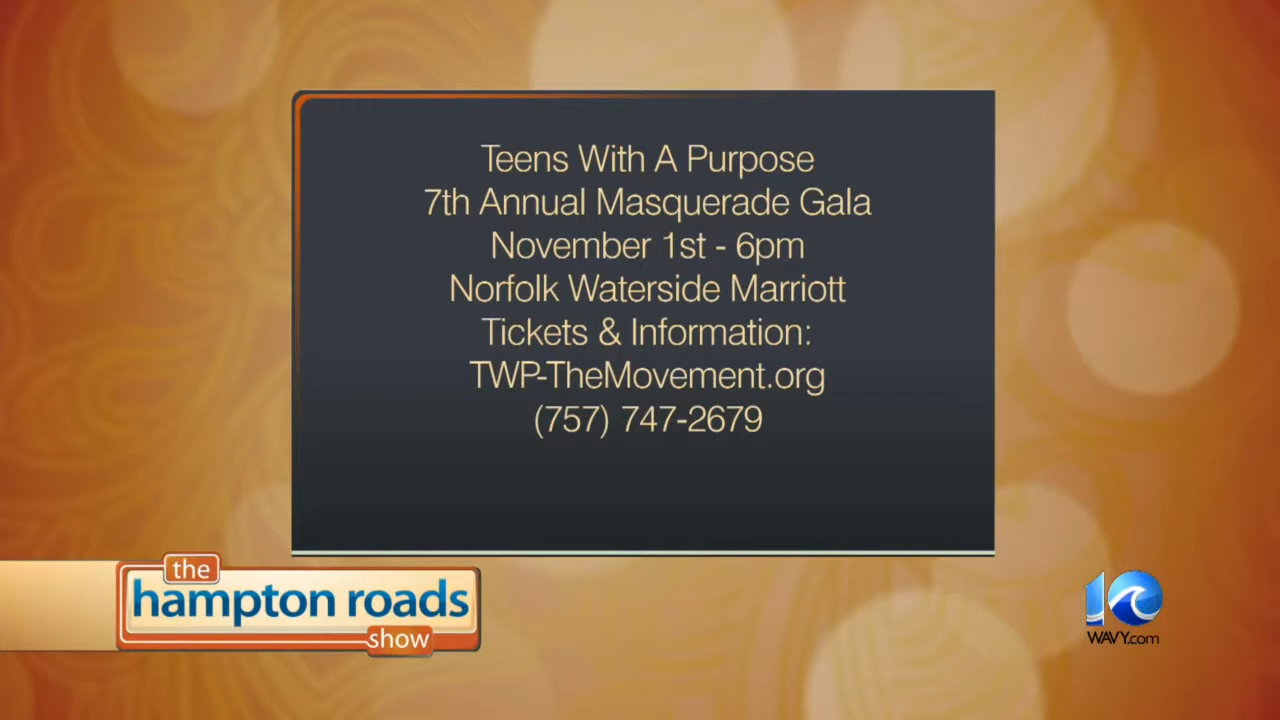 Teens With A Purpose
7th Annual Masquerade Gala
November 1st - 6pm
Norfolk Waterside Marriott
Tickets & Information:
TWP-TheMovement.org
(757) 747-2679
the
hampton roads
show
10
WAVY.com